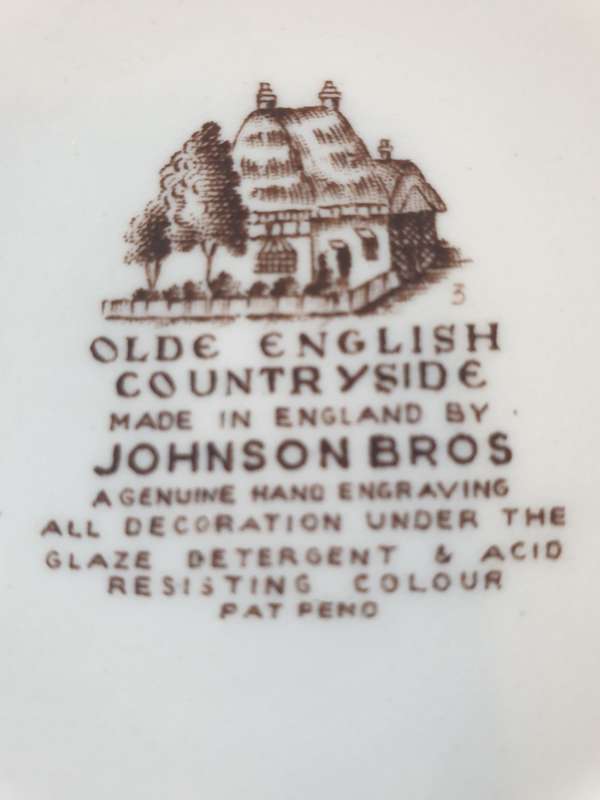 3
OLDE ENGLISH
COUNTRYSIDE
MADE IN ENGLAND BY
JOHNSON BROS
A GENUINE HAND ENGRAVING
ALL DECORATION UNDER THE
GLAZE DETERGENT & ACID
RESISTING COLOUR
PAT PEND